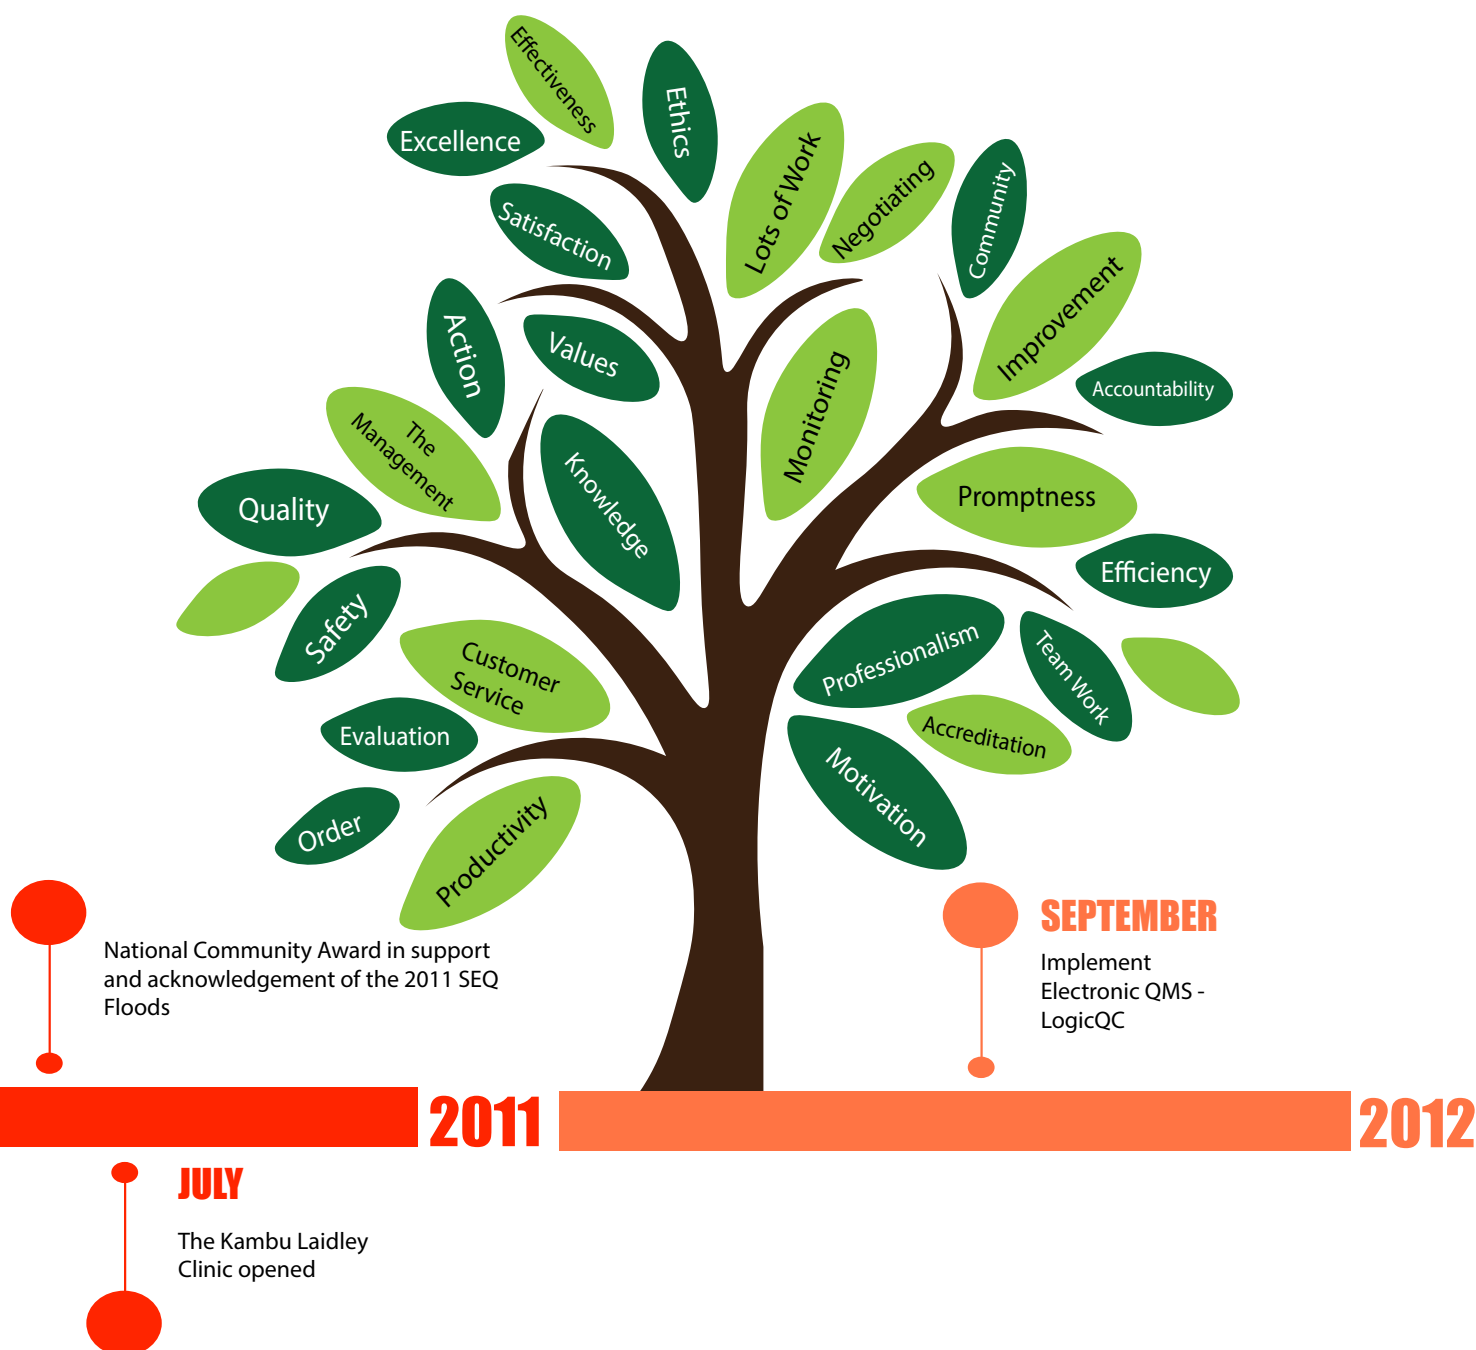 Effectiveness
Ethics
Excellence
Lots of Work
Negotiating
Community
Satisfaction
Improvement
Action
Values
Accountability
Monitoring
The
Management
Knowledge
Promptness
Quality
Efficiency
Safety
Customer
Service
Professionalism
Team Work
Evaluation
Accreditation
Motivation
Order
Productivity
National Community Award in support
and acknowledgement of the 2011 SEQ
Floods
SEPTEMBER
Implement
Electronic QMS -
LogicQC
2011
2012
JULY
The Kambu Laidley
Clinic opened